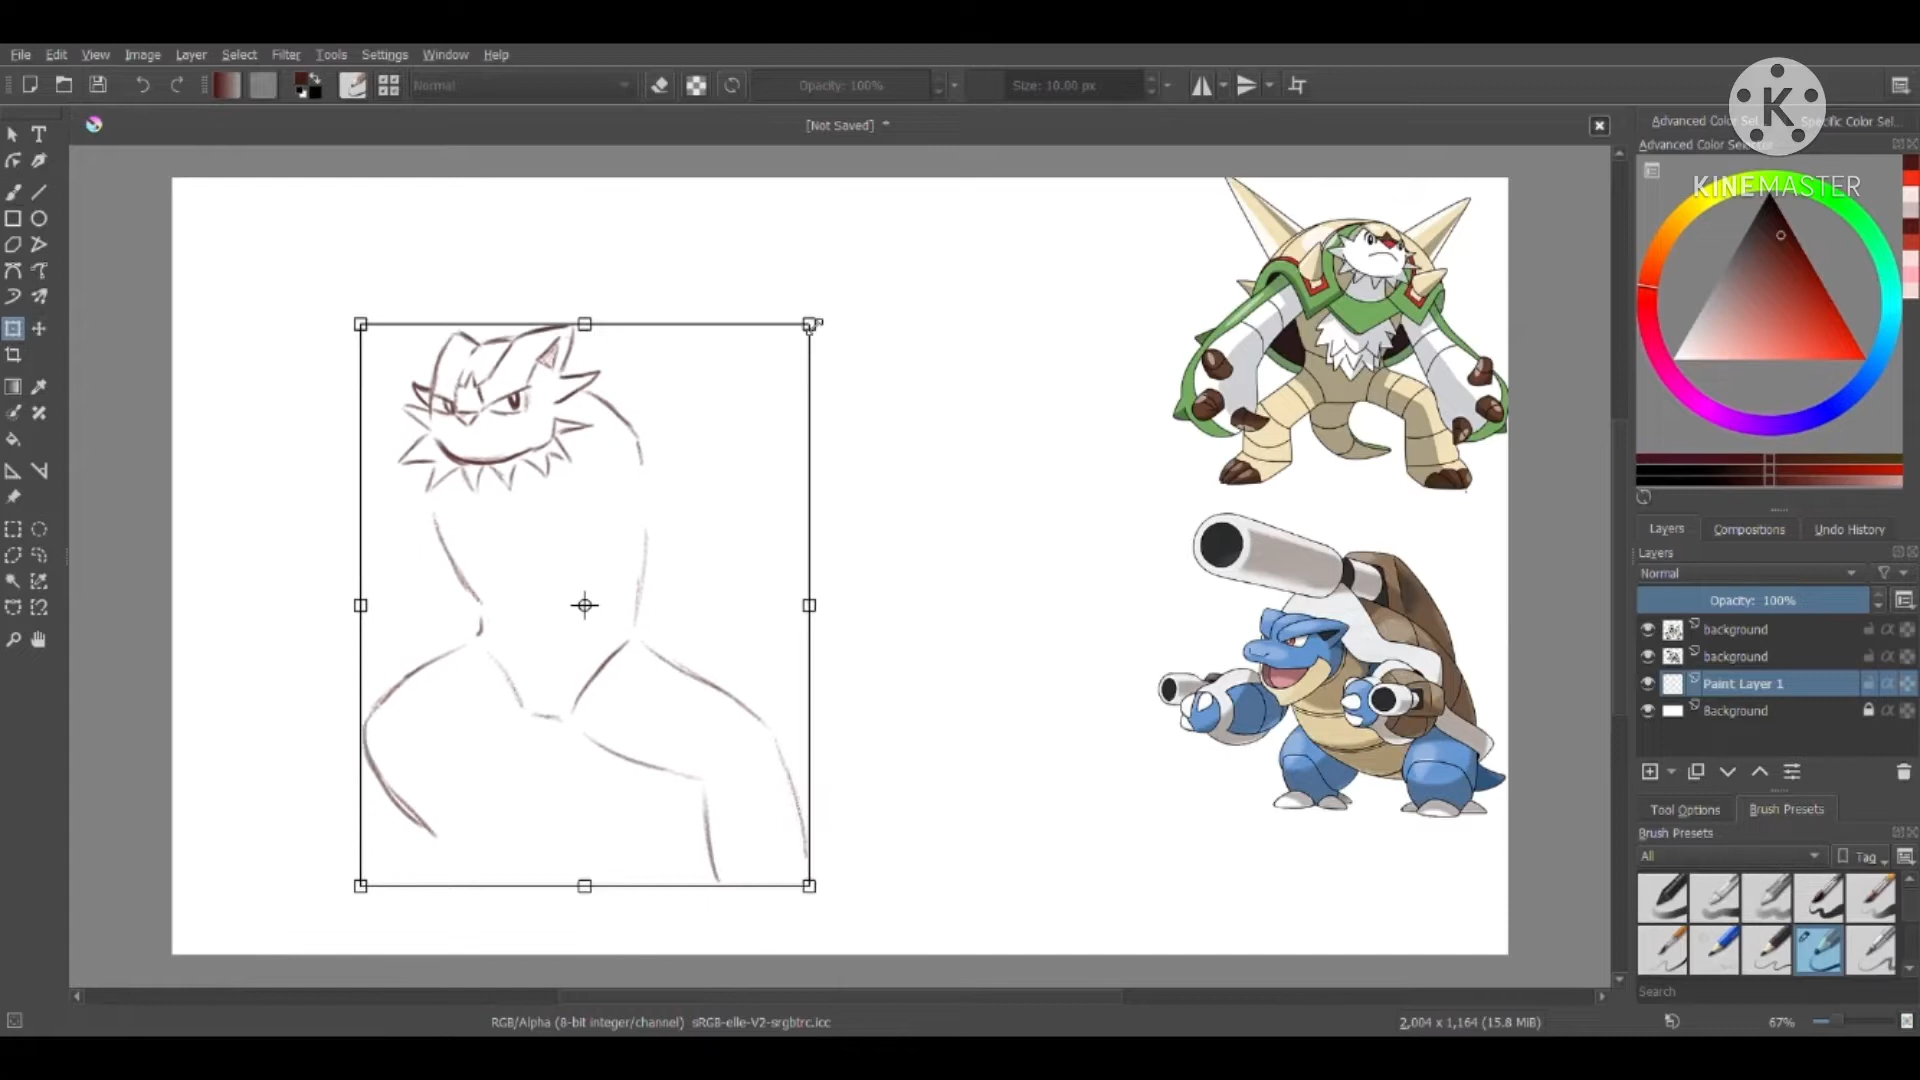 File Edit View Image Layer Select Filter Tools Settings Window Help
Normal
Opacity: 100%
Size: 10.00 px
[Not Saved] *
Advanced Color Sel...
Specific Color Sel...
Advanced Color Selector
K
KINEMASTER
Layers Compositions Undo History
Layers
Normal
Opacity: 100%
background
background
Paint Layer 1
Background
Tool Options Brush Presets
Brush Presets
All
Tag
Search
RGB/Alpha (8-bit integer/channel) sRGB-elle-V2-srgbtrc.icc
2,004 x 1,164 (15.8 MiB)
67%